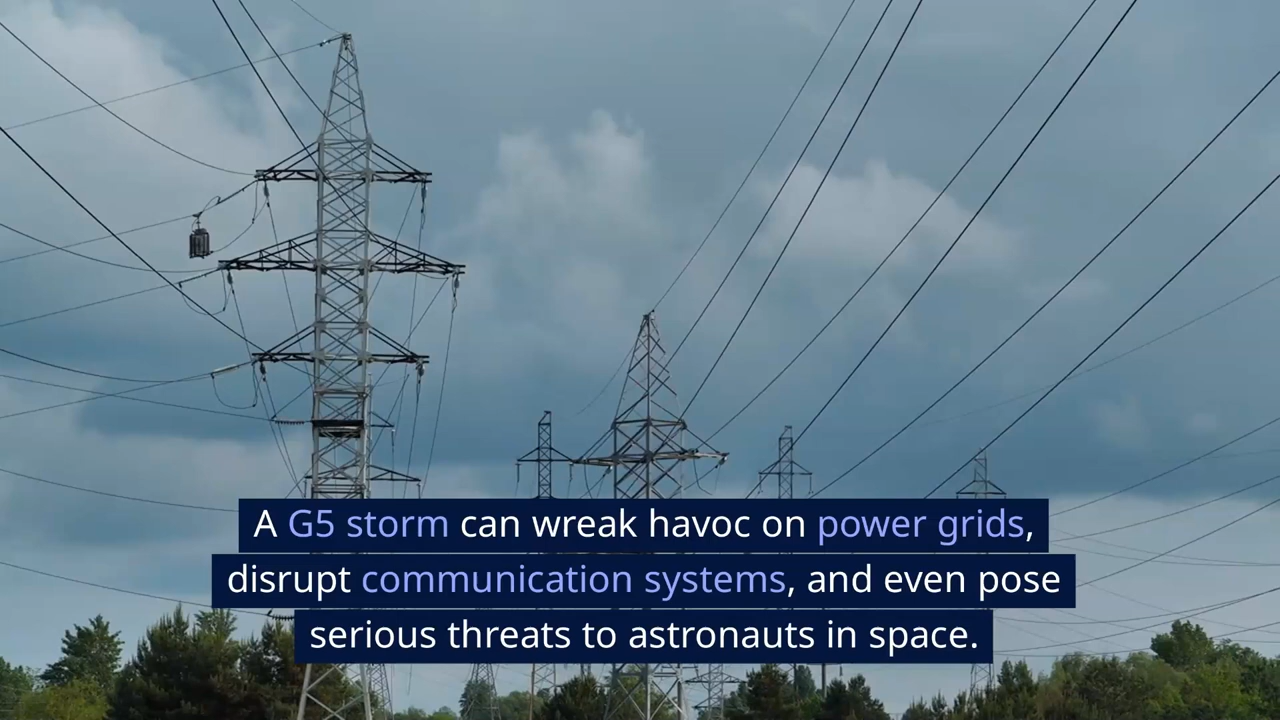 A G5 storm can wreak havoc on power grids,
disrupt communication systems, and even pose
serious threats to astronauts in space.